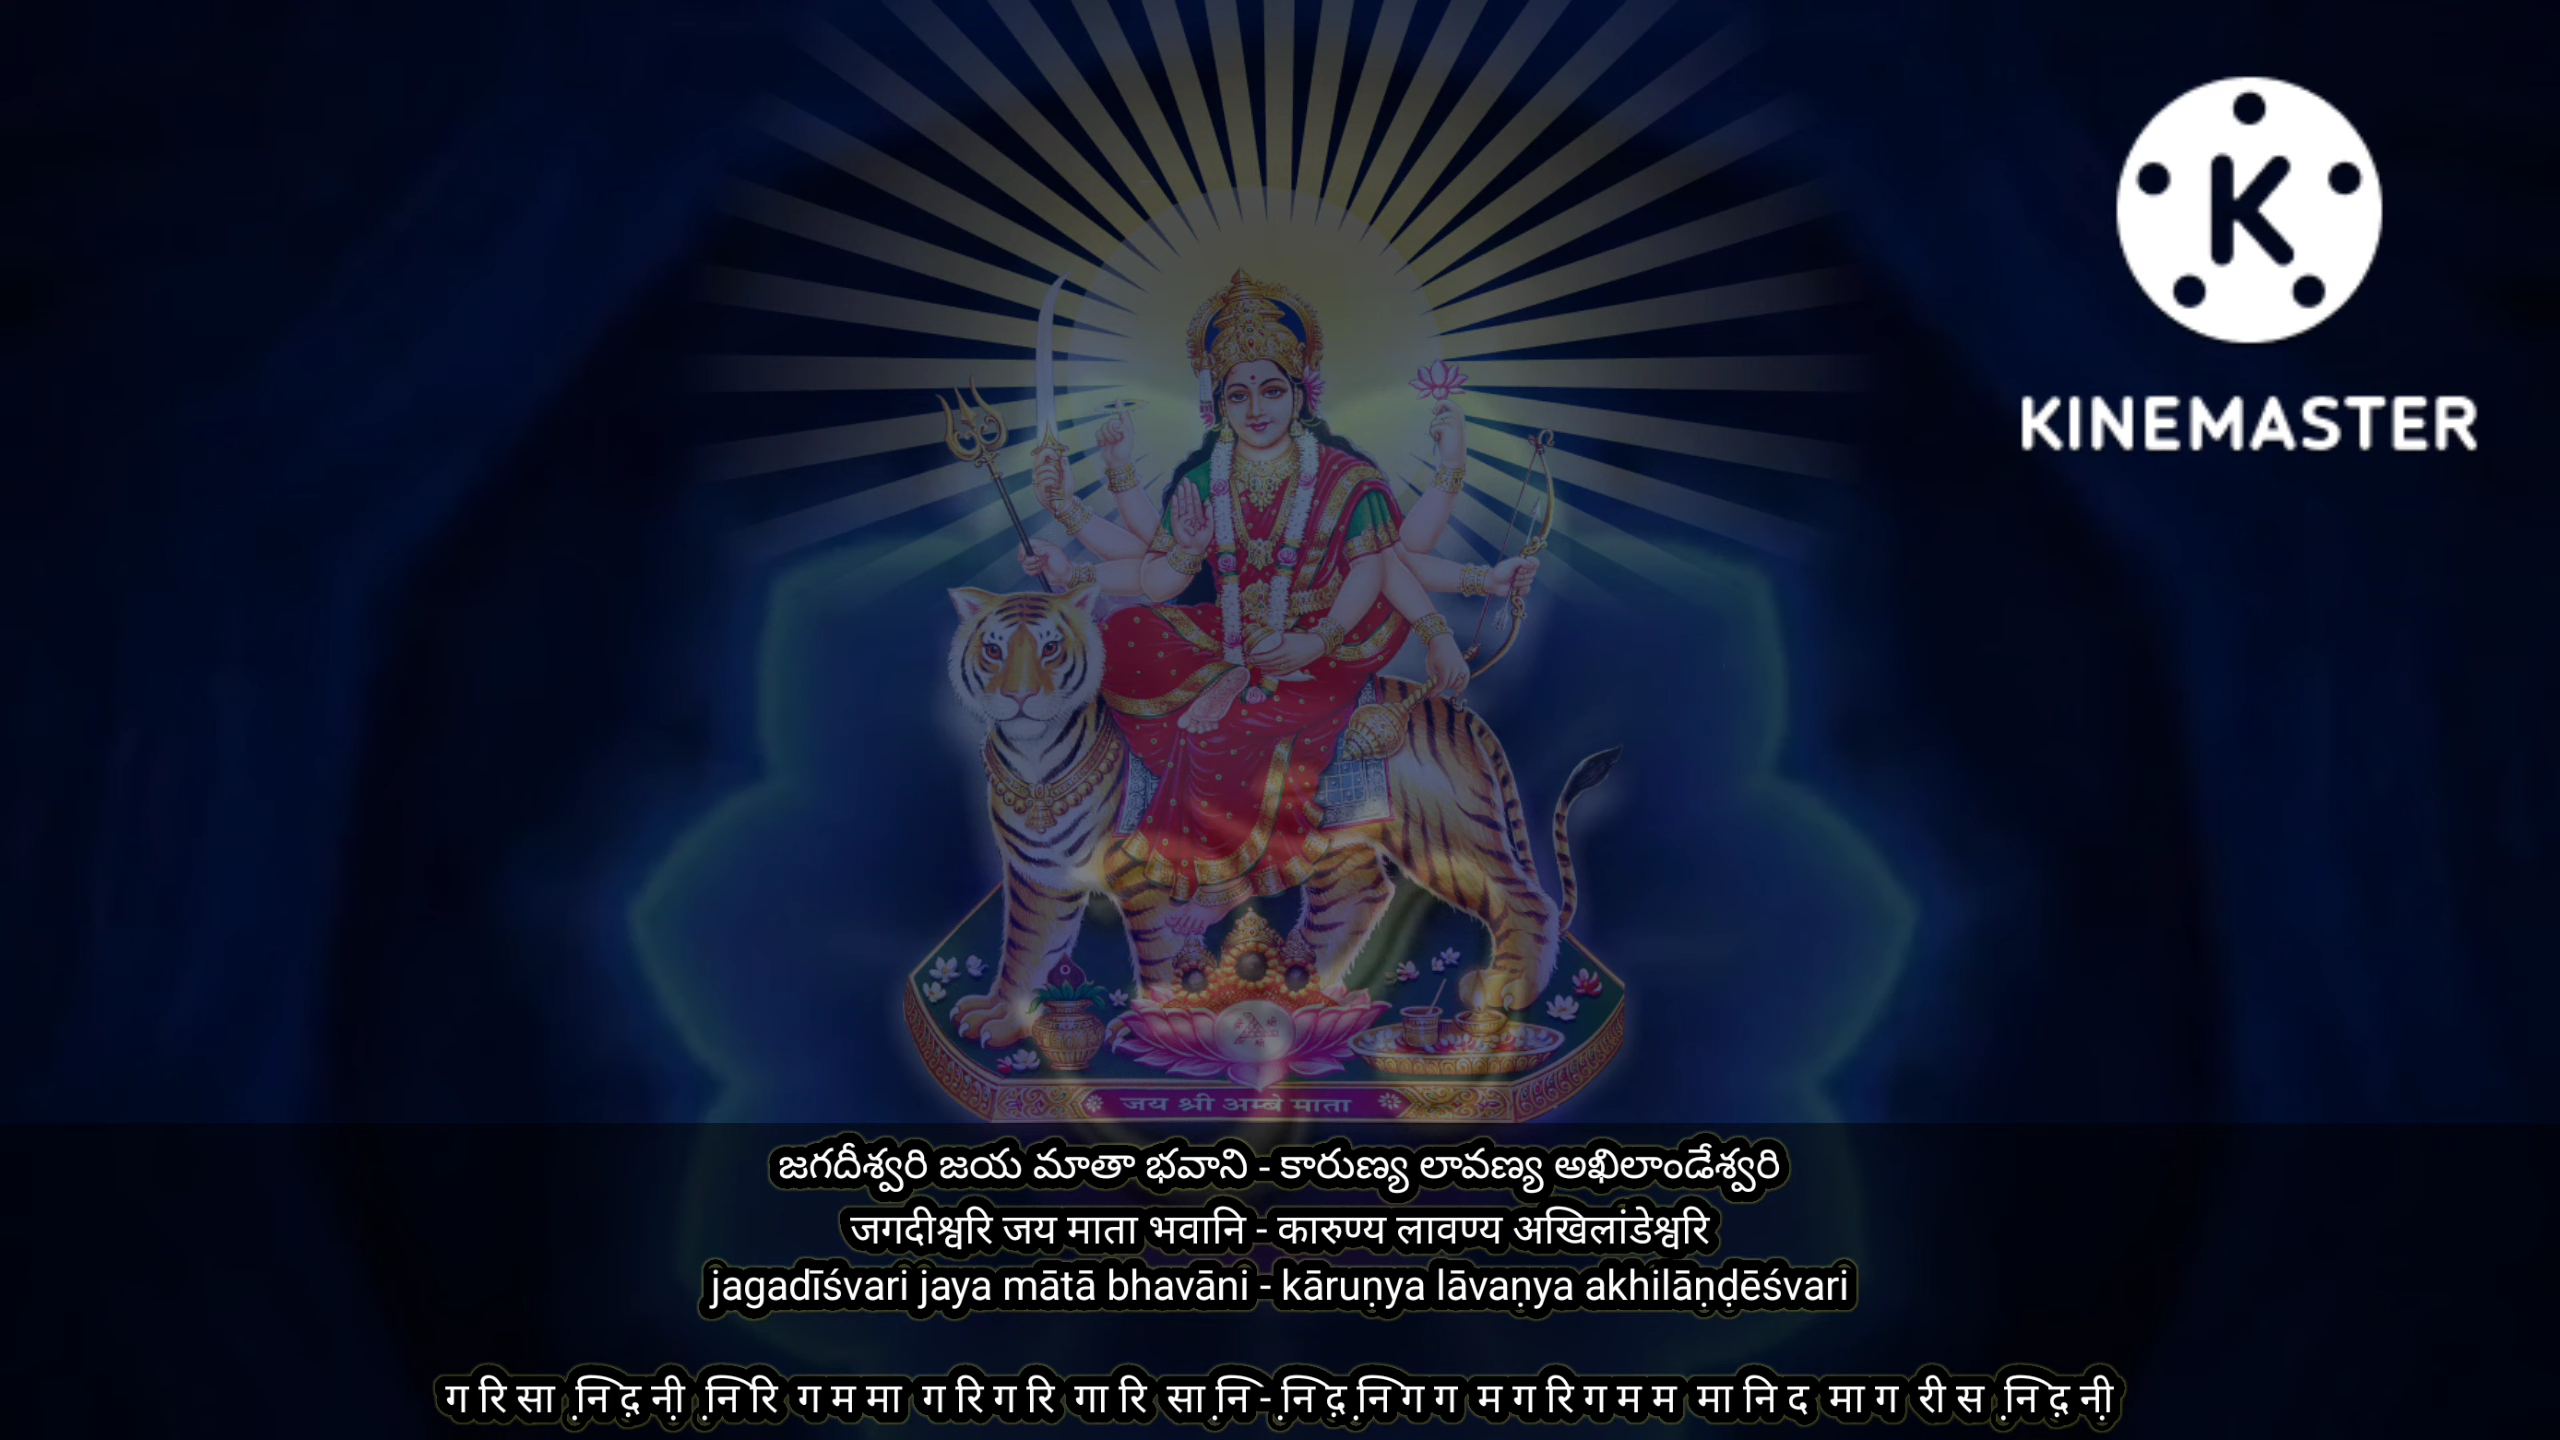 K
KINEMASTER
जय श्री अम्बे माता
జగదీశ్వరి జయ మాతా భవాని - కారుణ్య లావణ్య అఖిలాండేశ్వరి
जगदीश्वरि जय माता भवानि - कारुण्य लावण्य अखिलांडेश्वरि
jagadīśvari jaya mātā bhavāni - kāruṇya lāvaṇya akhilāṇḍēśvari
ग रि सा ऩि द़ ऩी ऩि रि ग म मा ग रि ग रि गा रि सा ऩि - ऩि द़ ऩि ग ग म ग रि ग म म मा नि द मा ग री स ऩि द़ ऩी